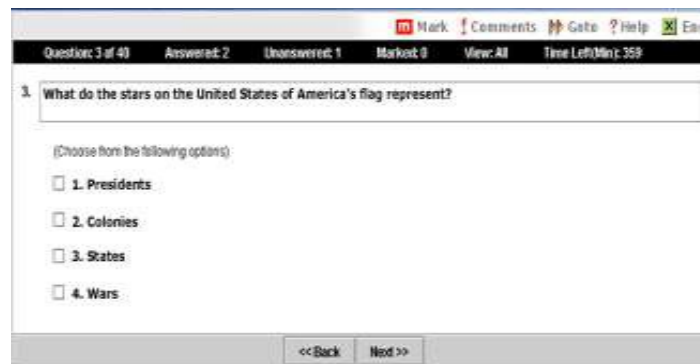 m Mark ! Comments Goto ? Help X
Question: 3 of 40 Answered: 2 Unanswered: 1 Marked: 0 View: All Time Left(Min): 359
3. What do the stars on the United States of America's flag represent?
(Choose from the following options)
1. Presidents
2. Colonies
3. States
4. Wars
<<Back Next>>